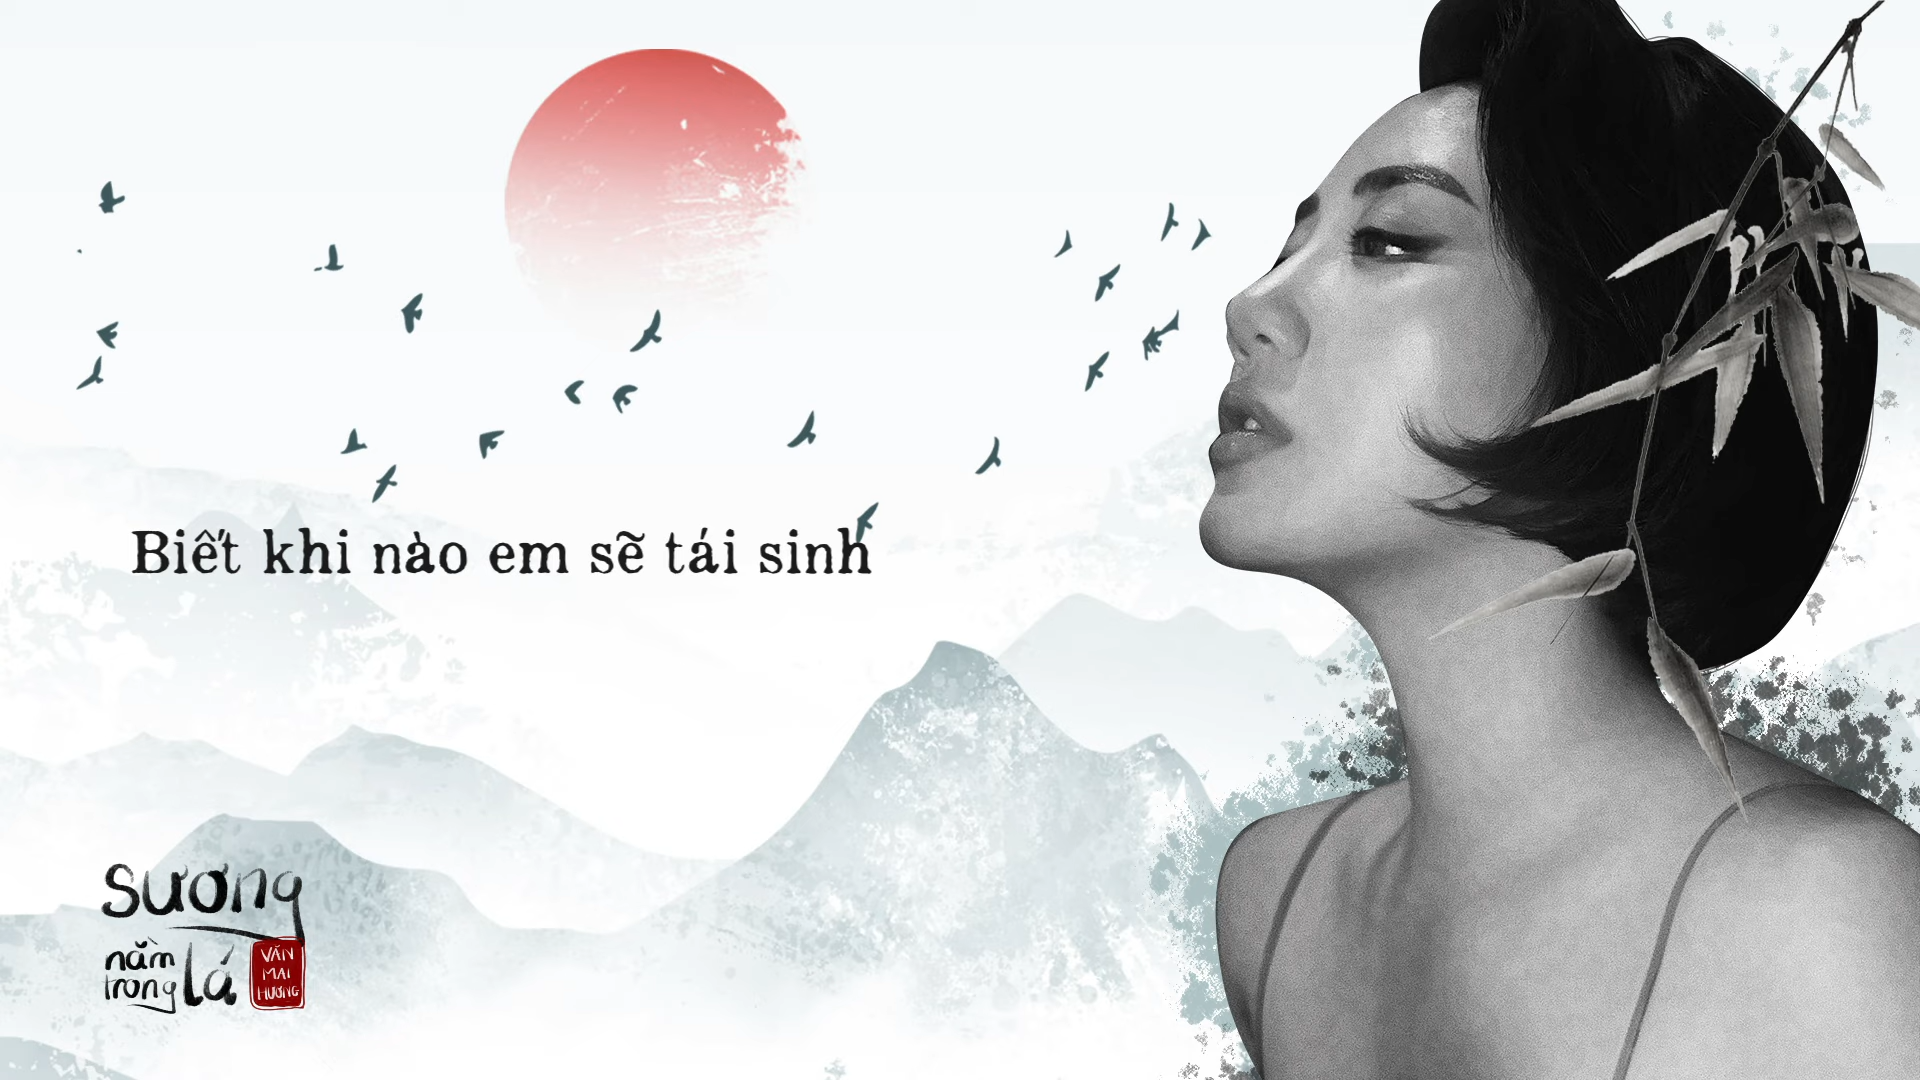 Biết khi nào em sẽ tái sinh
sương
nằm
trong lá
VĂN
MAI
HƯƠNG